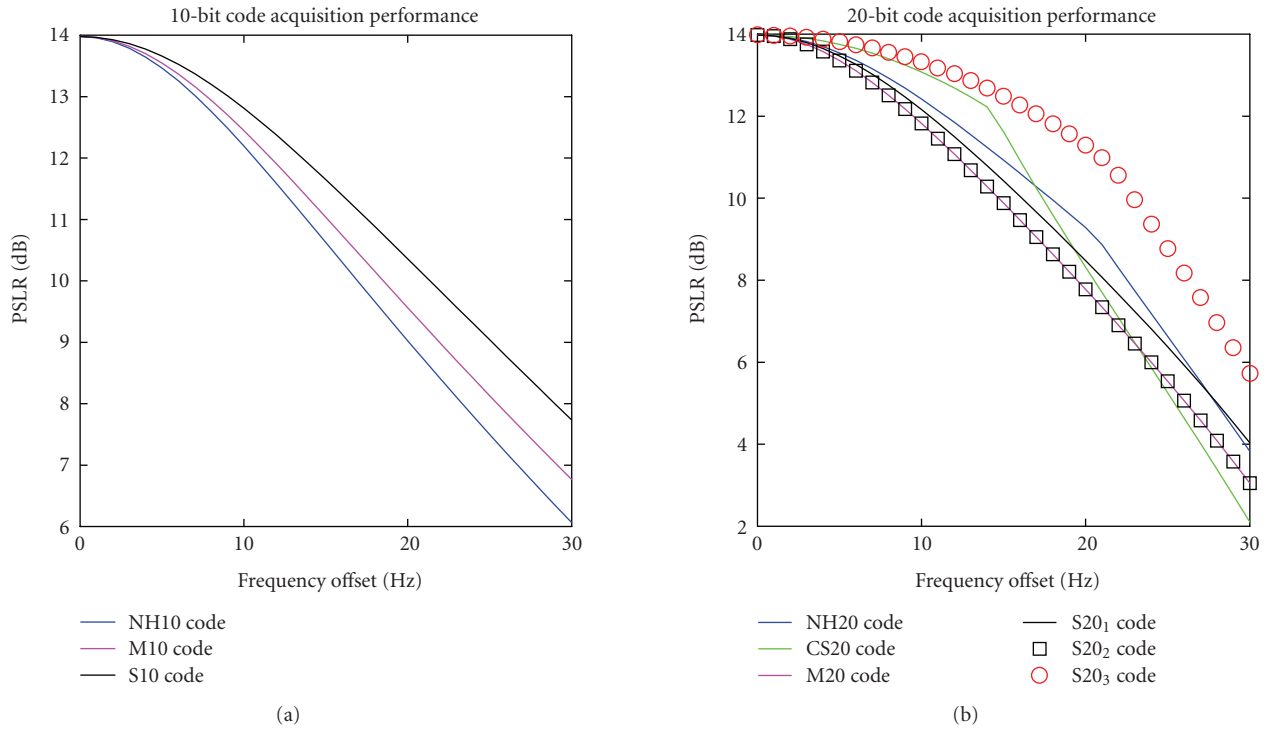 10-bit code acquisition performance
14
13
12
11
10
9
8
7
6
0
10
20
30
PSLR (dB)
Frequency offset (Hz)
NH10 code
M10 code
S10 code
(a)
20-bit code acquisition performance
14
12
10
8
6
4
2
0
10
20
30
PSLR (dB)
Frequency offset (Hz)
NH20 code
CS20 code
M20 code
S20₁ code
S20₂ code
S20₃ code
(b)